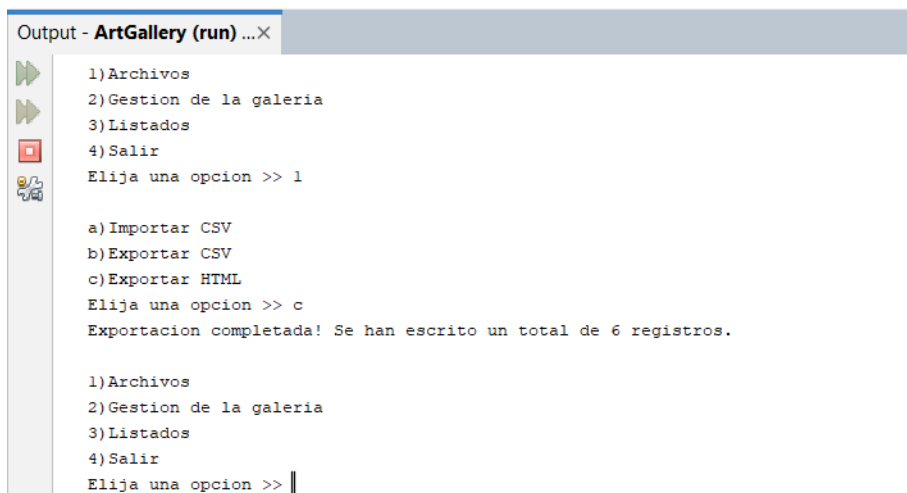 Output - ArtGallery (run) ...×
1)Archivos
2)Gestion de la galeria
3)Listados
4)Salir
Elija una opcion >> 1
a)Importar CSV
b)Exportar CSV
c)Exportar HTML
Elija una opcion >> c
Exportacion completada! Se han escrito un total de 6 registros.
1)Archivos
2)Gestion de la galeria
3)Listados
4)Salir
Elija una opcion >>